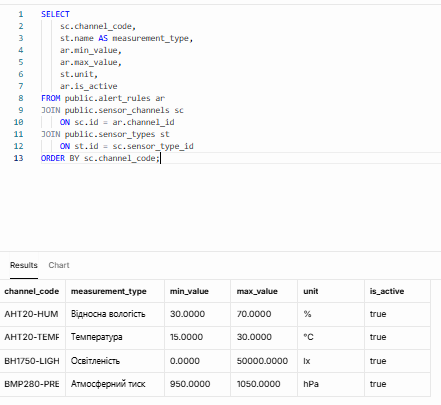 1 SELECT
2 sc.channel_code,
3 st.name AS measurement_type,
4 ar.min_value,
5 ar.max_value,
6 st.unit,
7 ar.is_active
8 FROM public.alert_rules ar
9 JOIN public.sensor_channels sc
10 ON sc.id = ar.channel_id
11 JOIN public.sensor_types st
12 ON st.id = sc.sensor_type_id
13 ORDER BY sc.channel_code;
Results Chart
channel_code measurement_type min_value max_value unit is_active
AHT20-HUM Відносна вологість 30.0000 70.0000 % true
AHT20-TEMF Температура 15.0000 30.0000 °C true
BH1750-LIGH Освітленість 0.0000 50000.0000 lx true
BMP280-PRE Атмосферний тиск 950.0000 1050.0000 hPa true